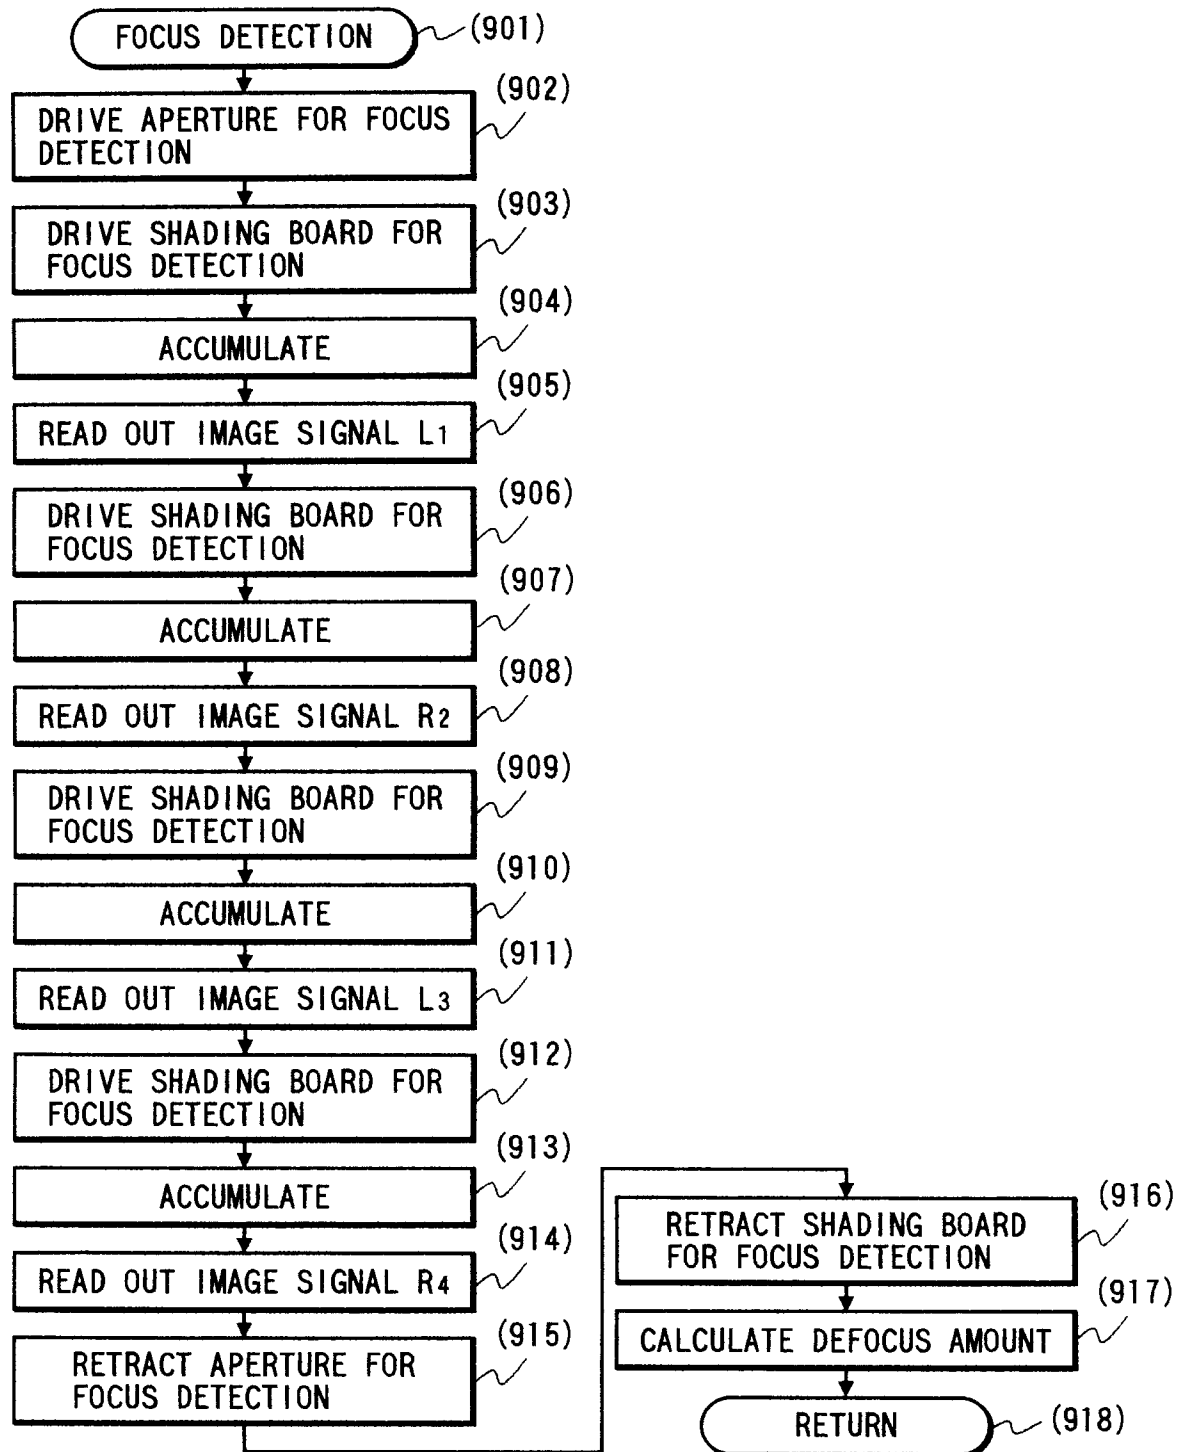 FOCUS DETECTION
(901)
(902)
DRIVE APERTURE FOR FOCUS
DETECTION
(903)
DRIVE SHADING BOARD FOR
FOCUS DETECTION
(904)
ACCUMULATE
(905)
READ OUT IMAGE SIGNAL L1
(906)
DRIVE SHADING BOARD FOR
FOCUS DETECTION
(907)
ACCUMULATE
(908)
READ OUT IMAGE SIGNAL R2
(909)
DRIVE SHADING BOARD FOR
FOCUS DETECTION
(910)
ACCUMULATE
(911)
READ OUT IMAGE SIGNAL L3
(912)
DRIVE SHADING BOARD FOR
FOCUS DETECTION
(913)
ACCUMULATE
(914)
READ OUT IMAGE SIGNAL R4
(915)
RETRACT APERTURE FOR
FOCUS DETECTION
(916)
RETRACT SHADING BOARD
FOR FOCUS DETECTION
(917)
CALCULATE DEFOCUS AMOUNT
RETURN
(918)